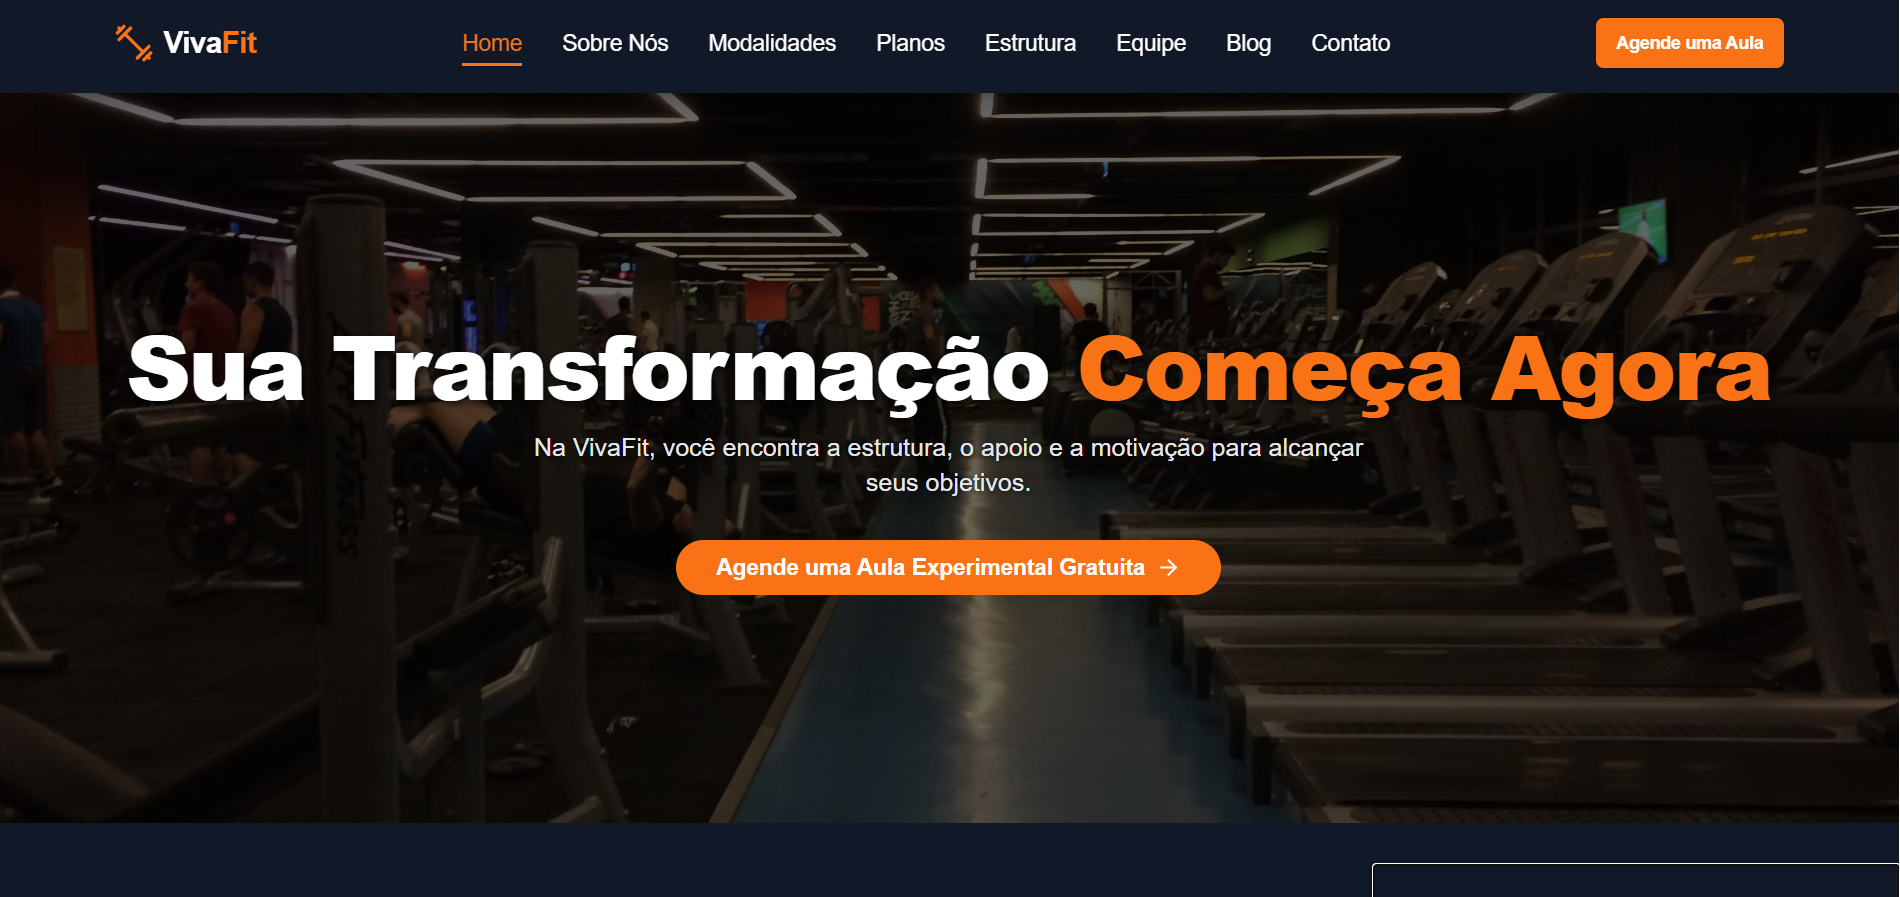 VivaFit
Home Sobre Nós Modalidades Planos Estrutura Equipe Blog Contato
Agende uma Aula
Sua Transformação Começa Agora
Na VivaFit, você encontra a estrutura, o apoio e a motivação para alcançar
seus objetivos.
Agende uma Aula Experimental Gratuita →